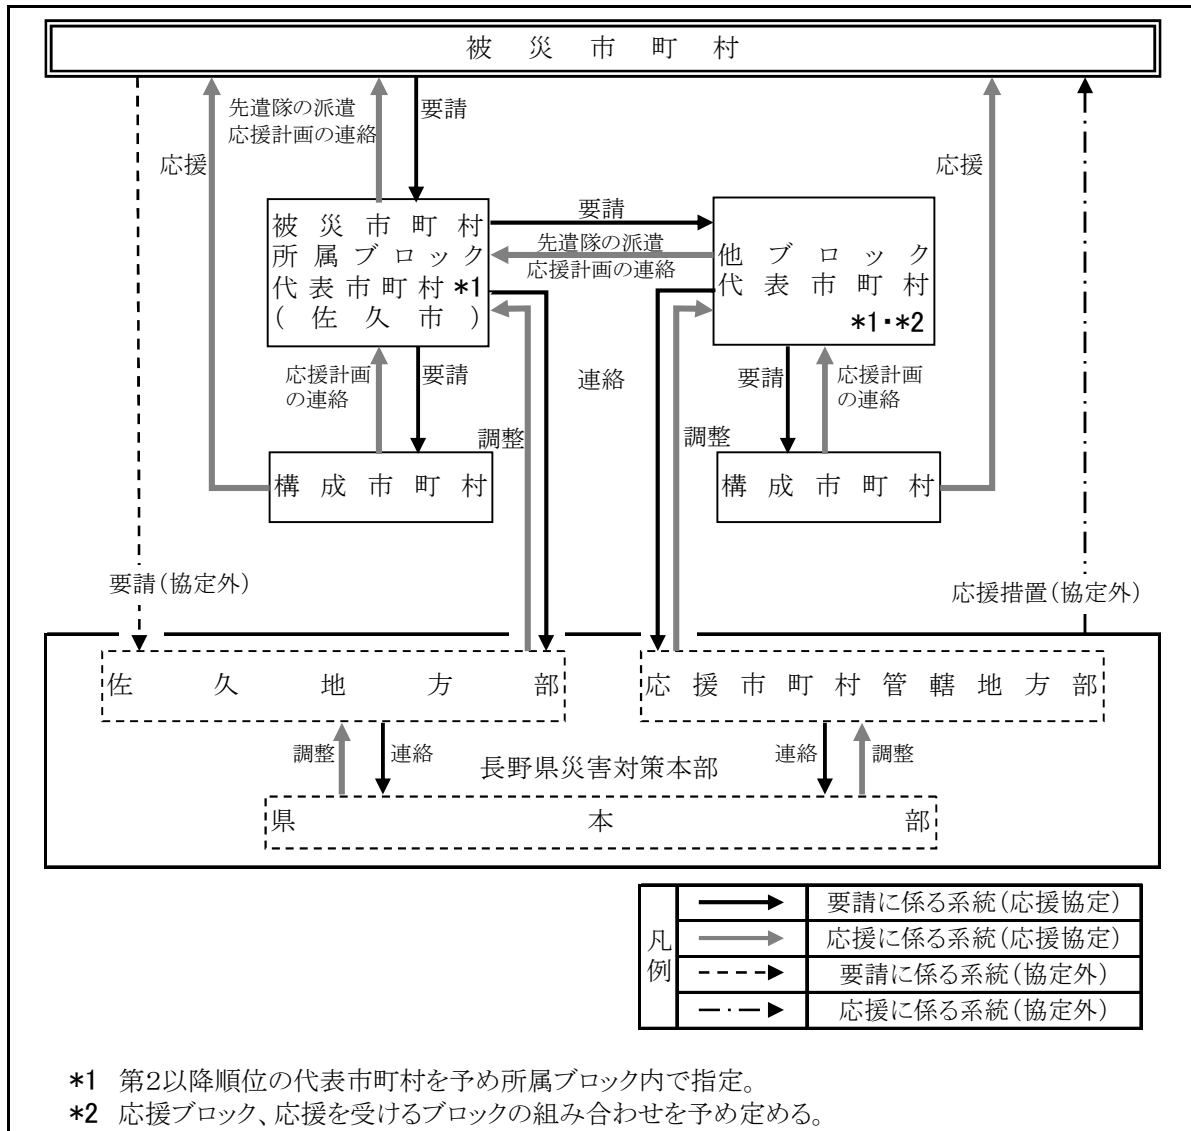 被災市町村
先遣隊の派遣
応援計画の連絡
要請
応援
応援
被災市町村
所属ブロック
代表市町村*1
(佐久市)
要請
先遣隊の派遣
応援計画の連絡
他ブロック
代表市町村
*1・*2
応援計画
の連絡
要請
連絡
要請
応援計画
の連絡
調整
調整
構成市町村
構成市町村
要請(協定外)
応援措置(協定外)
佐久地方部
応援市町村管轄地方部
調整
連絡
長野県災害対策本部
連絡
調整
県本部
凡例
要請に係る系統(応援協定)
応援に係る系統(応援協定)
要請に係る系統(協定外)
応援に係る系統(協定外)
*1 第2以降順位の代表市町村を予め所属ブロック内で指定。
*2 応援ブロック、応援を受けるブロックの組み合わせを予め定める。